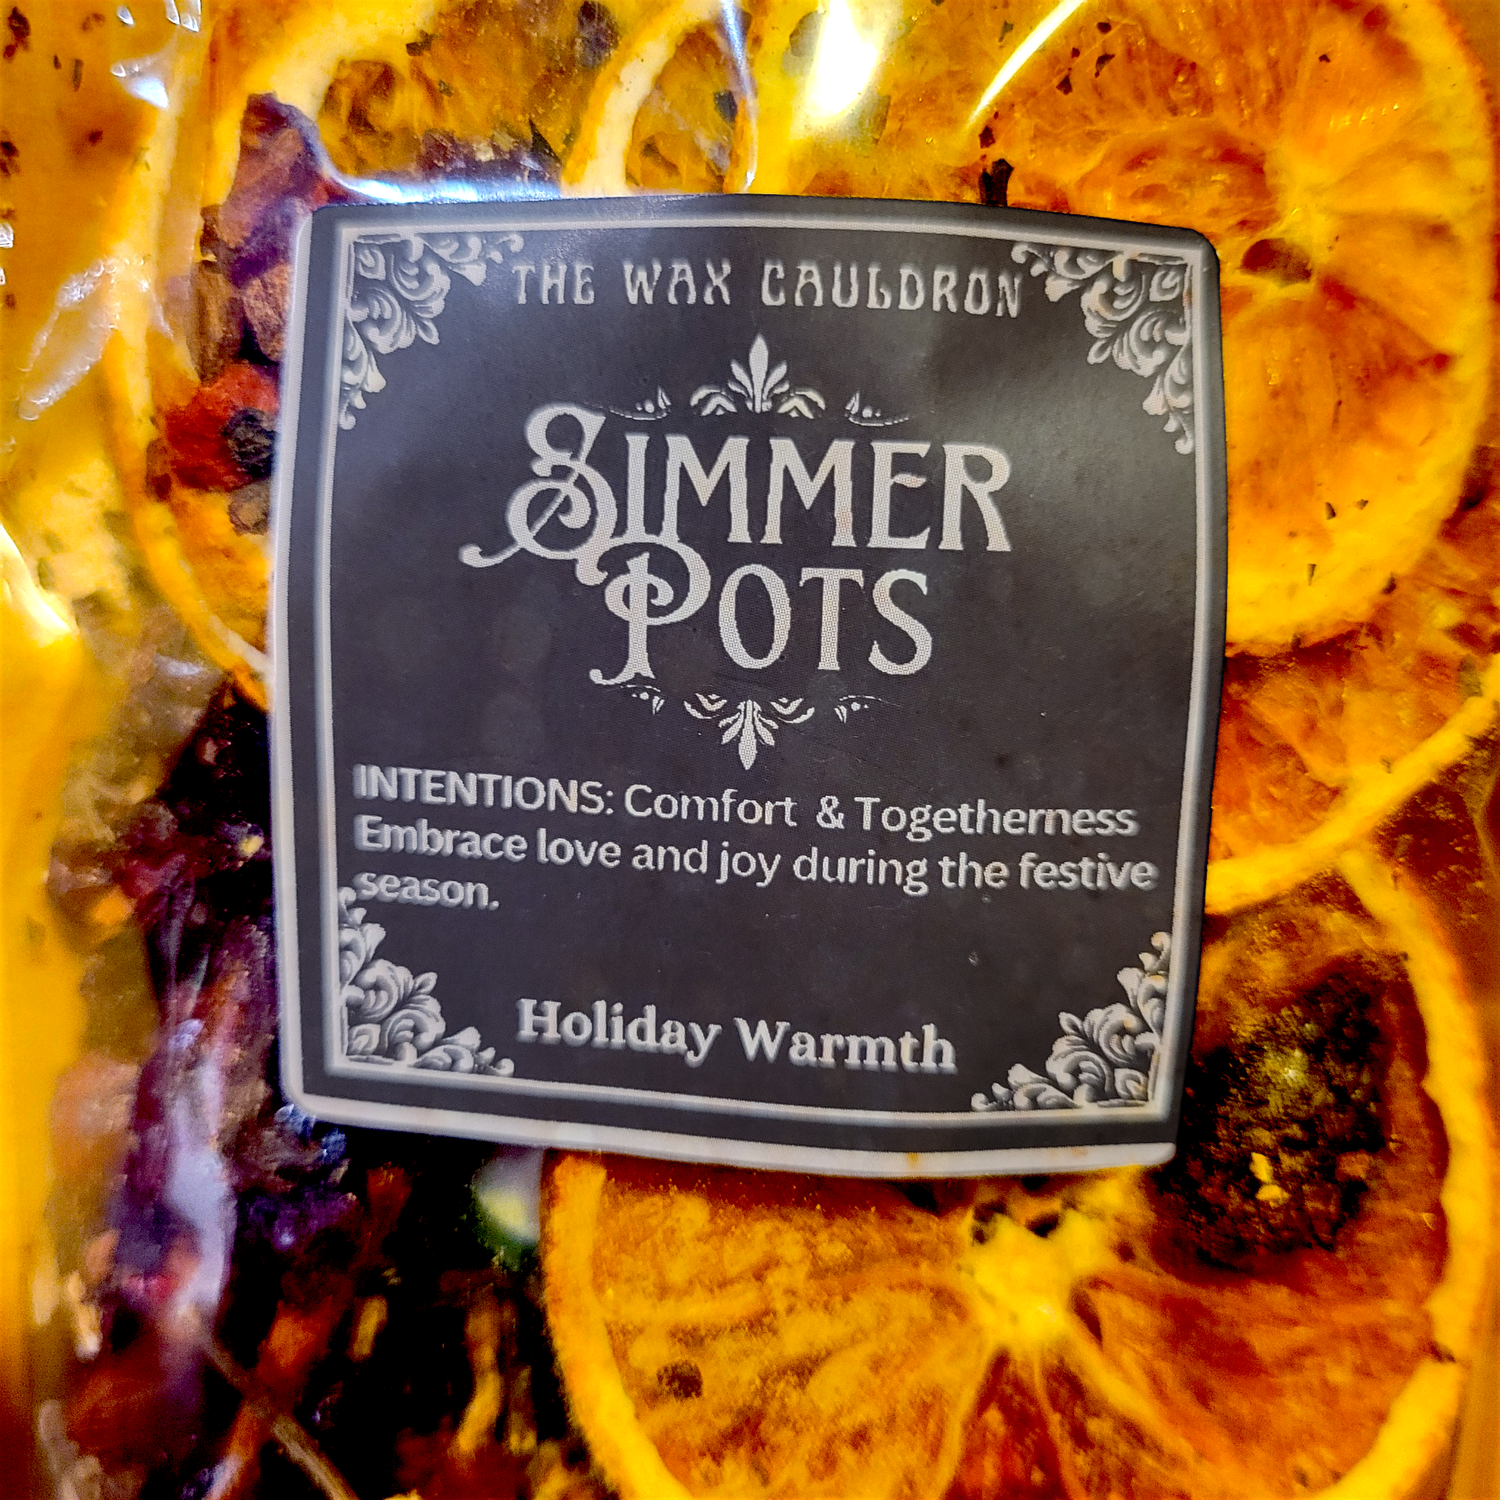 THE WAX CAULDRON
SIMMER
POTS
INTENTIONS: Comfort & Togetherness
Embrace love and joy during the festive
season.
Holiday Warmth